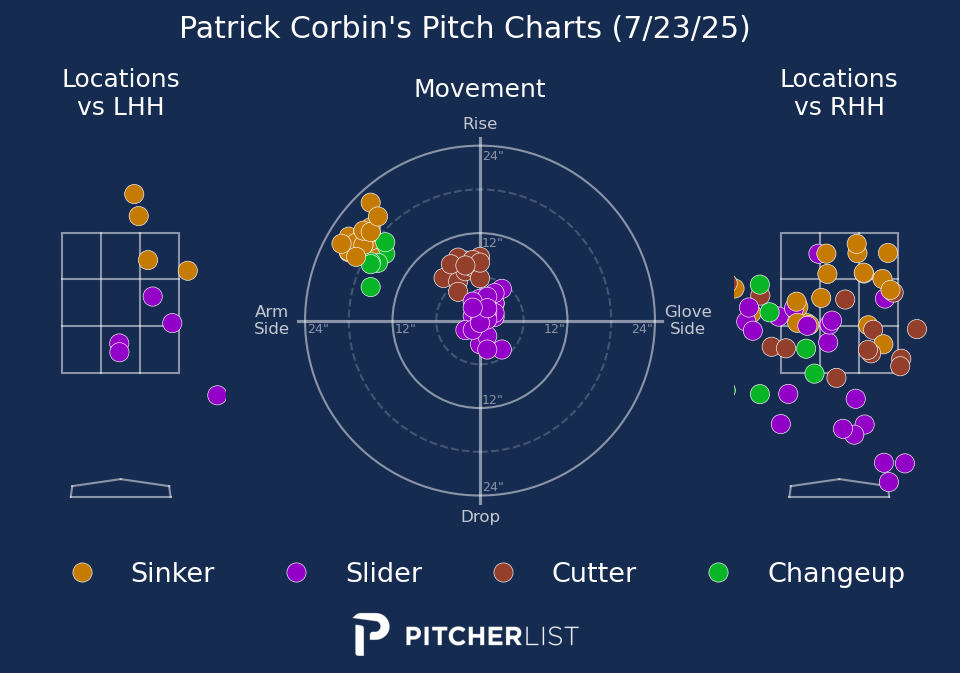 Patrick Corbin's Pitch Charts (7/23/25)
Locations
vs LHH
Movement
Locations
vs RHH
Rise
24"
12"
Arm
Side
24"
12"
12"
24"
Glove
Side
12"
24"
Drop
Sinker
Slider
Cutter
Changeup
PITCHERLIST